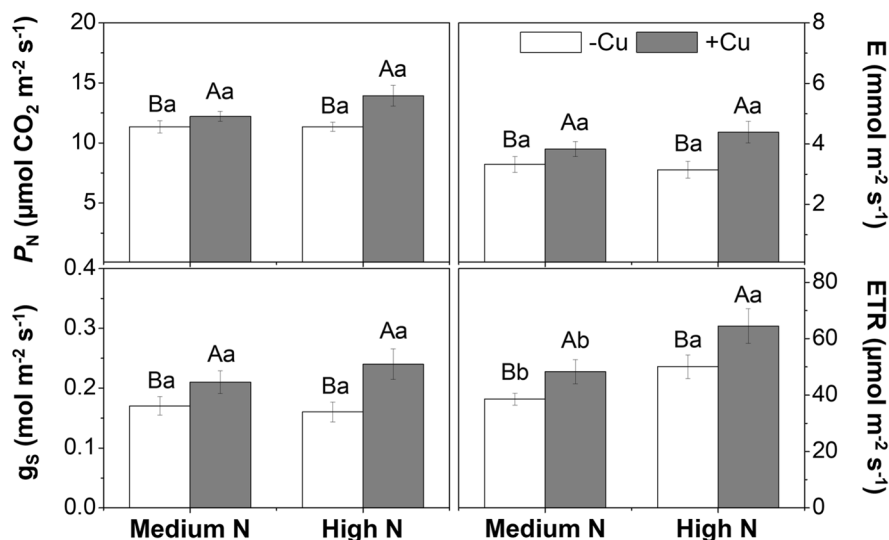 20
15
10
5
P_N (µmol CO₂ m⁻² s⁻¹)
Ba Aa Ba Aa
-Cu +Cu
Ba Aa Ba Aa
8
6
4
2
E (mmol m⁻² s⁻¹)
0.4
0.3
0.2
0.1
0.0
g_S (mol m⁻² s⁻¹)
Ba Aa Ba Aa
Medium N High N
Bb Ab Ba Aa
Medium N High N
80
60
40
20
0
ETR (µmol m⁻² s⁻¹)